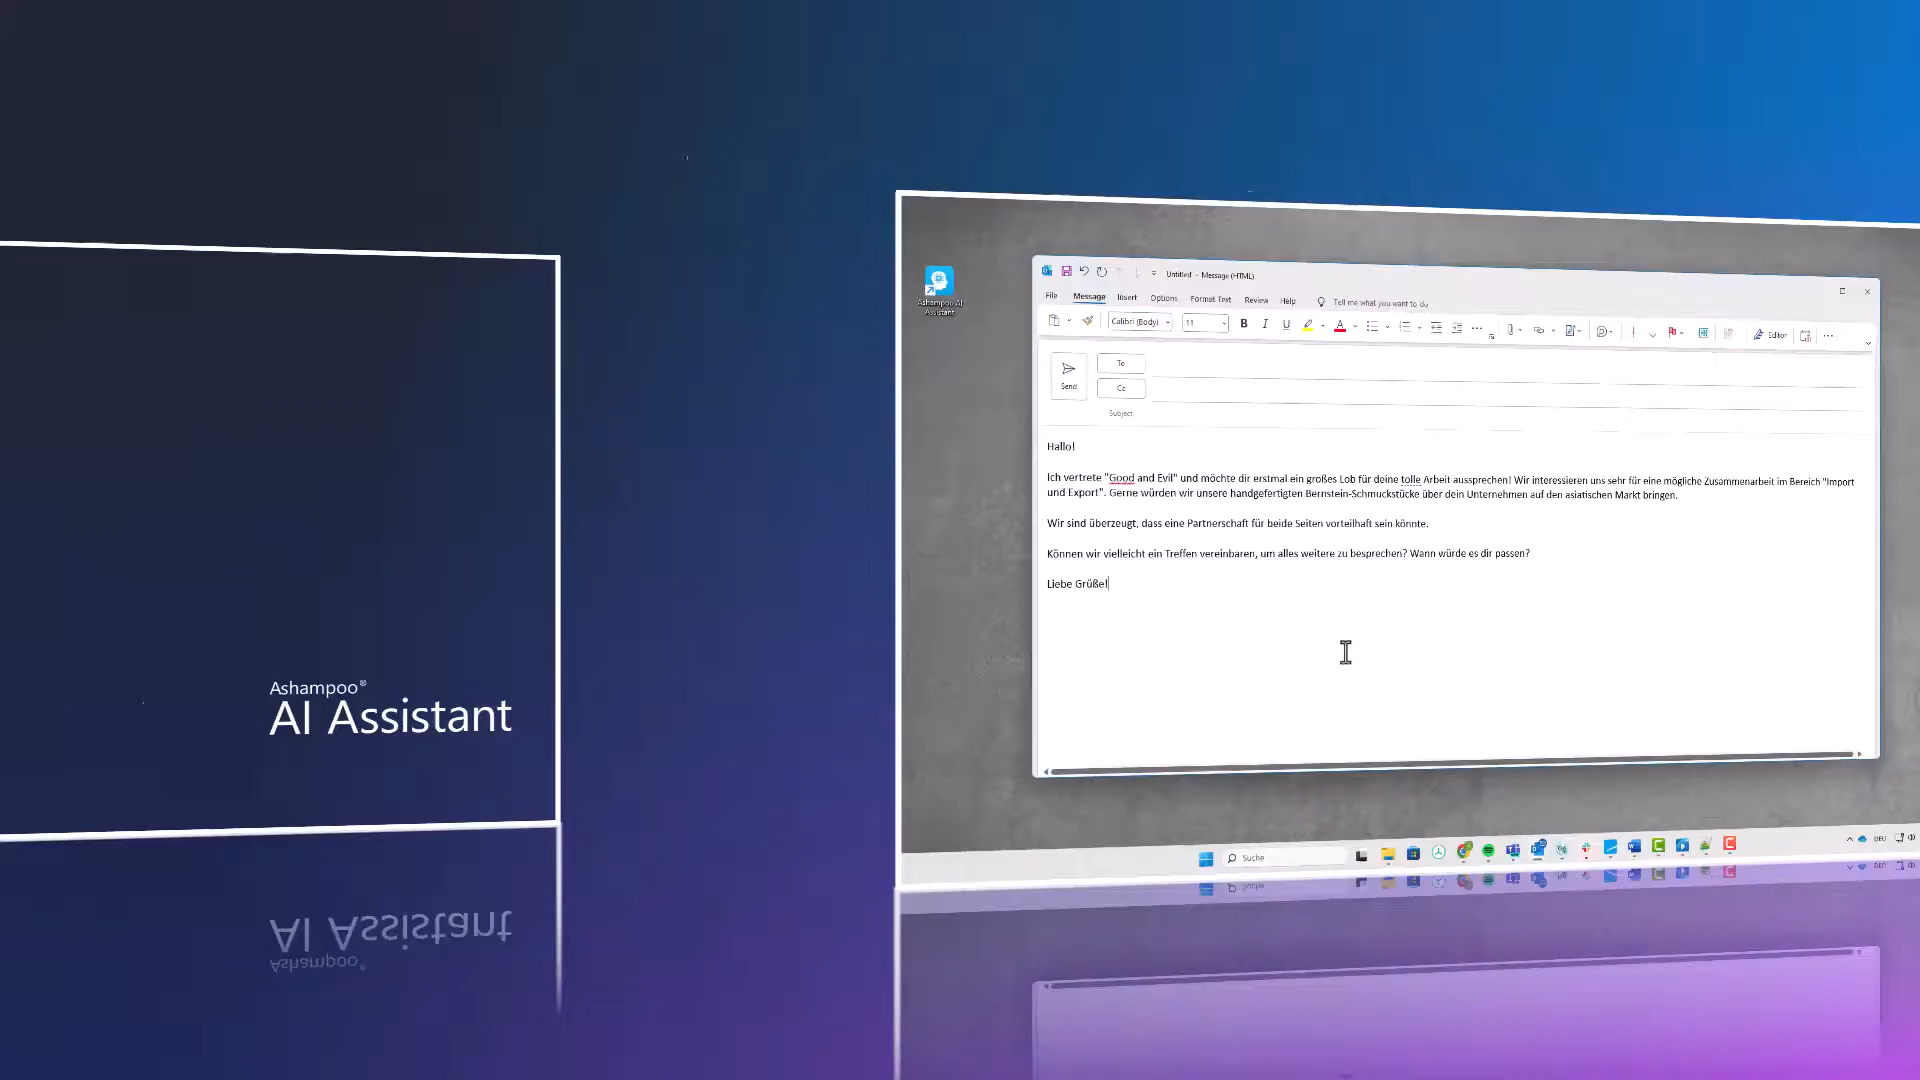 Ashampoo®
AI Assistant
Ashampoo AI
Assistant
Untitled - Message (HTML)
File Message Insert Options Format Text Review Help Tell me what you want to do
Calibri (Body) 11 B I U A Editor
To
Send
Cc
Subject
Hallo!
Ich vertrete "Good and Evil" und möchte dir erstmal ein großes Lob für deine tolle Arbeit aussprechen! Wir interessieren uns sehr für eine mögliche Zusammenarbeit im Bereich "Import
und Export". Gerne würden wir unsere handgefertigten Bernstein-Schmuckstücke über dein Unternehmen auf den asiatischen Markt bringen.
Wir sind überzeugt, dass eine Partnerschaft für beide Seiten vorteilhaft sein könnte.
Können wir vielleicht ein Treffen vereinbaren, um alles weitere zu besprechen? Wann würde es dir passen?
Liebe Grüße!
Suche
DEU